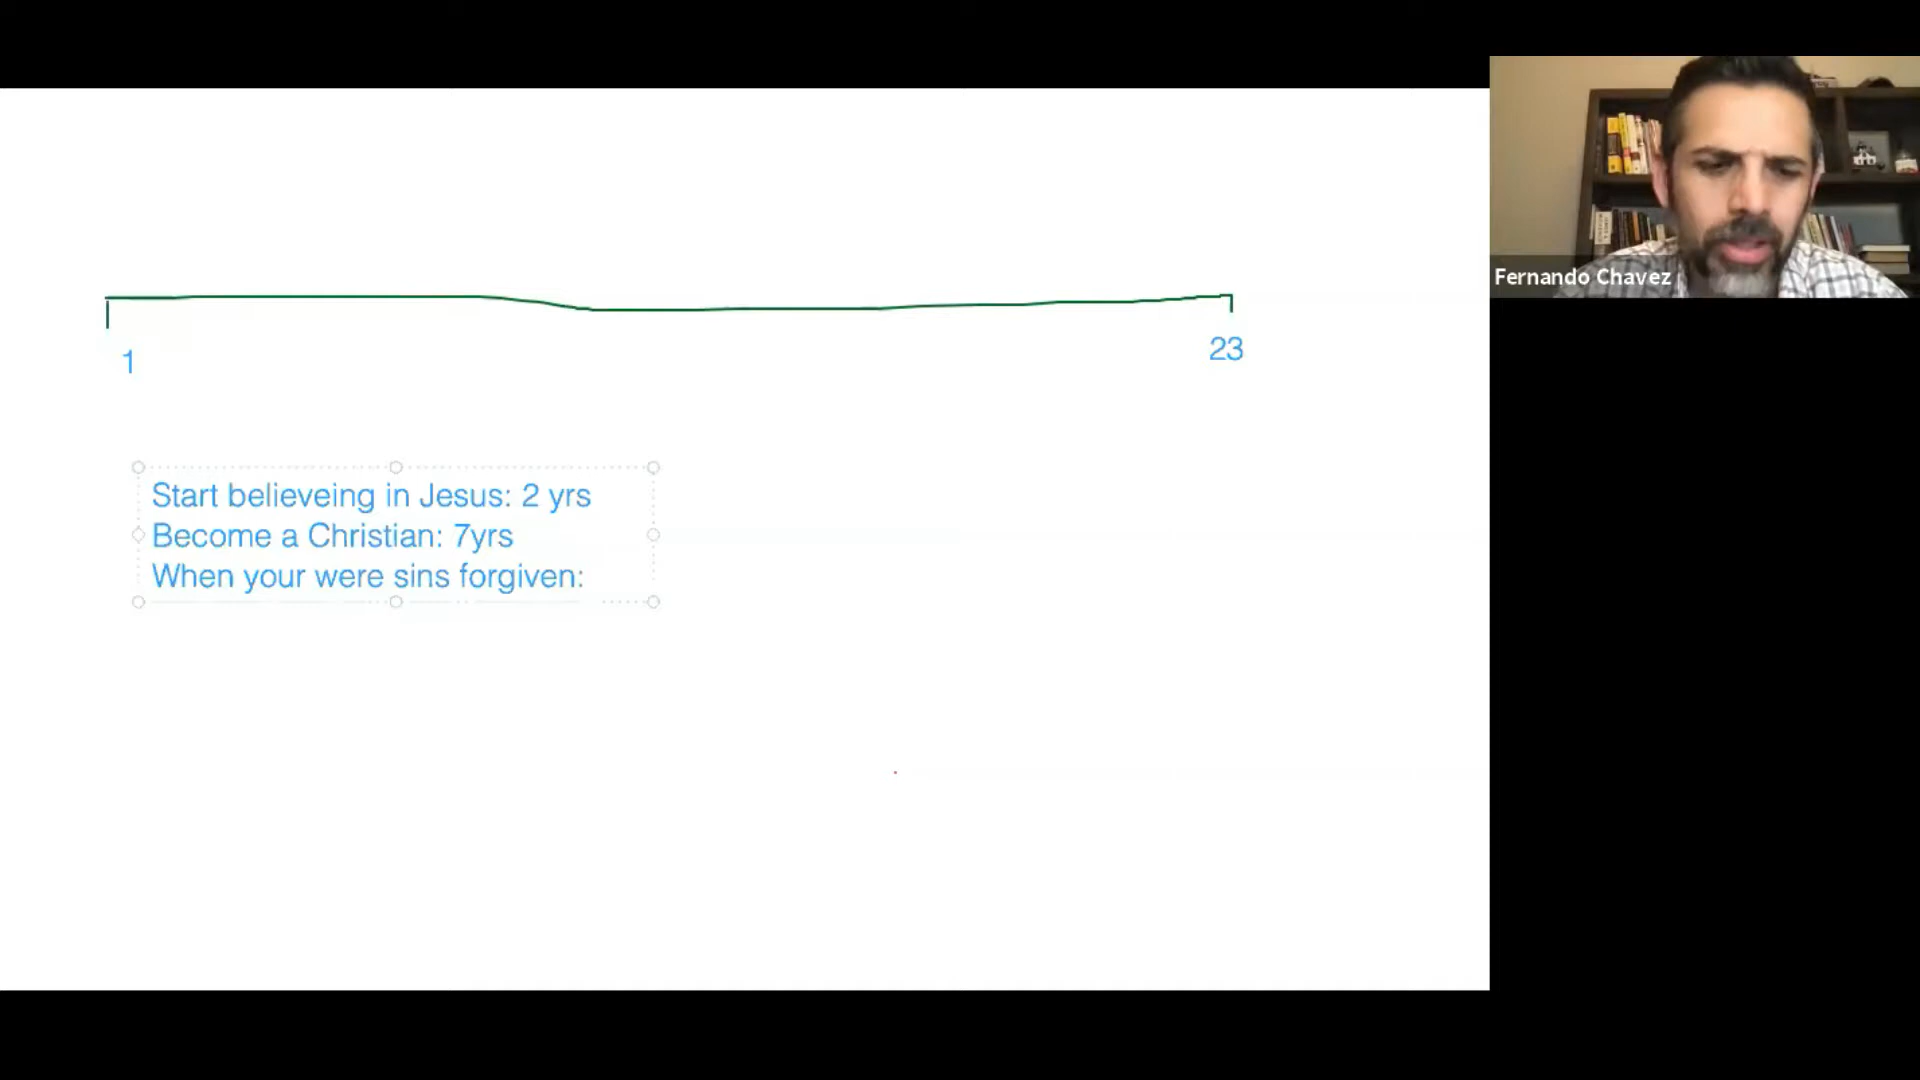 Fernando Chavez
1
23
Start believeing in Jesus: 2 yrs
Become a Christian: 7yrs
When your were sins forgiven: